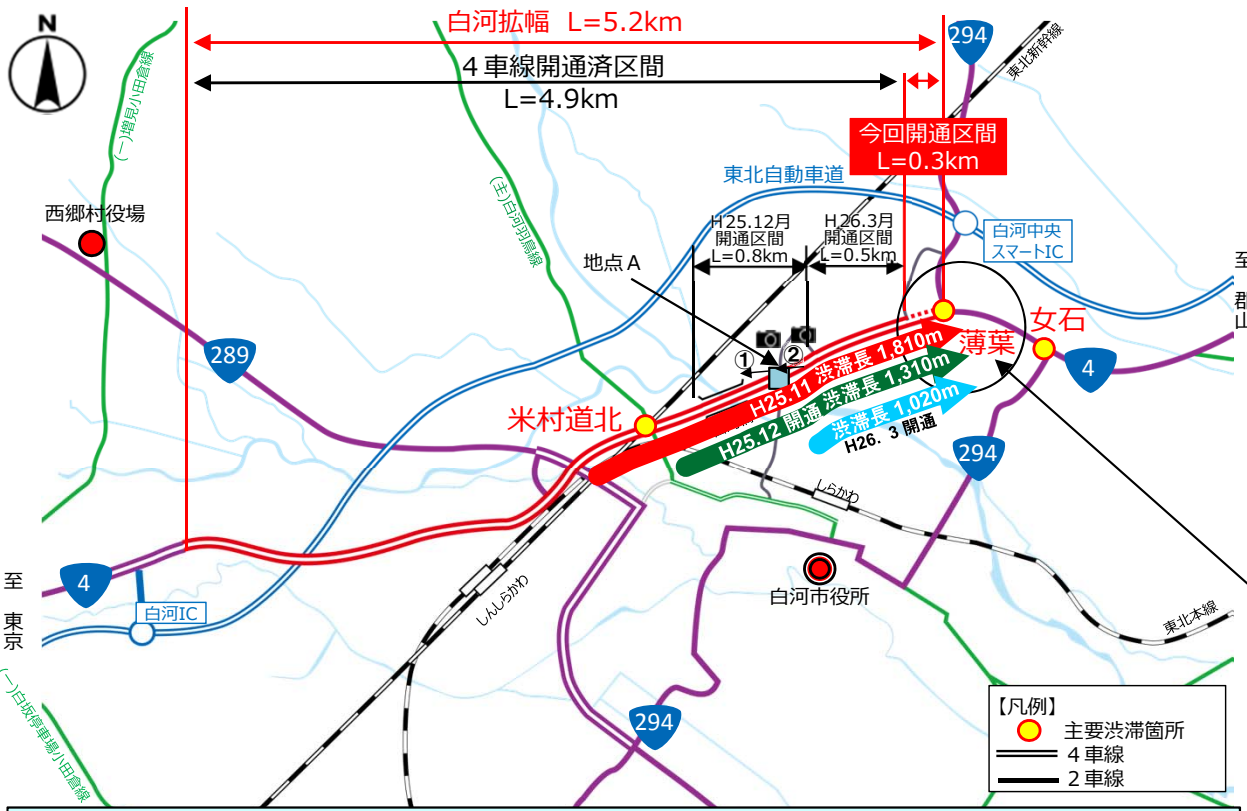 N
白河拡幅 L=5.2km
4車線開通済区間
L=4.9km
294
東北新幹線
今回開通区間
L=0.3km
(一)増見小田倉線
(主)白河羽鳥線
東北自動車道
西郷村役場
H25.12月
開通区間
L=0.8km
H26.3月
開通区間
L=0.5km
白河中央
スマートIC
至 郡山
地点A
①
②
女石
薄葉
289
4
米村道北
H25.11 渋滞長 1,810m
H25.12 開通 渋滞長 1,310m
渋滞長 1,020m
H26. 3 開通
294
しらかわ
至 東京
4
白河IC
しんしらかわ
白河市役所
東北本線
(一)白坂停車場小田倉線
294
【凡例】
主要渋滞箇所
4車線
2車線